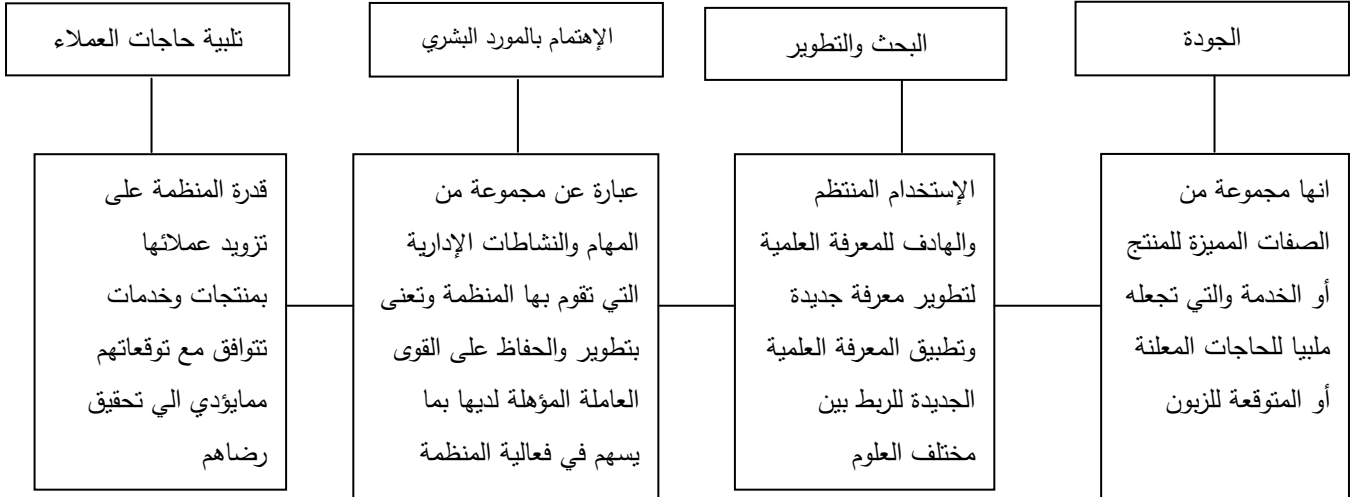 الجودة
انها مجموعة من
الصفات المميزة للمنتج
أو الخدمة والتي تجعله
ملبيا للحاجات المعلنة
أو المتوقعة للزبون
البحث والتطوير
الإستخدام المنتظم
والهادف للمعرفة العلمية
لتطوير معرفة جديدة
وتطبيق المعرفة العلمية
الجديدة للربط بين
مختلف العلوم
الإهتمام بالمورد البشري
عبارة عن مجموعة من
المهام والنشاطات الإدارية
التي تقوم بها المنظمة وتعنى
بتطوير والحفاظ على القوى
العاملة المؤهلة لديها بما
يسهم في فعالية المنظمة
تلبية حاجات العملاء
قدرة المنظمة على
تزويد عملائها
بمنتجات وخدمات
تتوافق مع توقعاتهم
ممايؤدي الي تحقيق
رضاهم